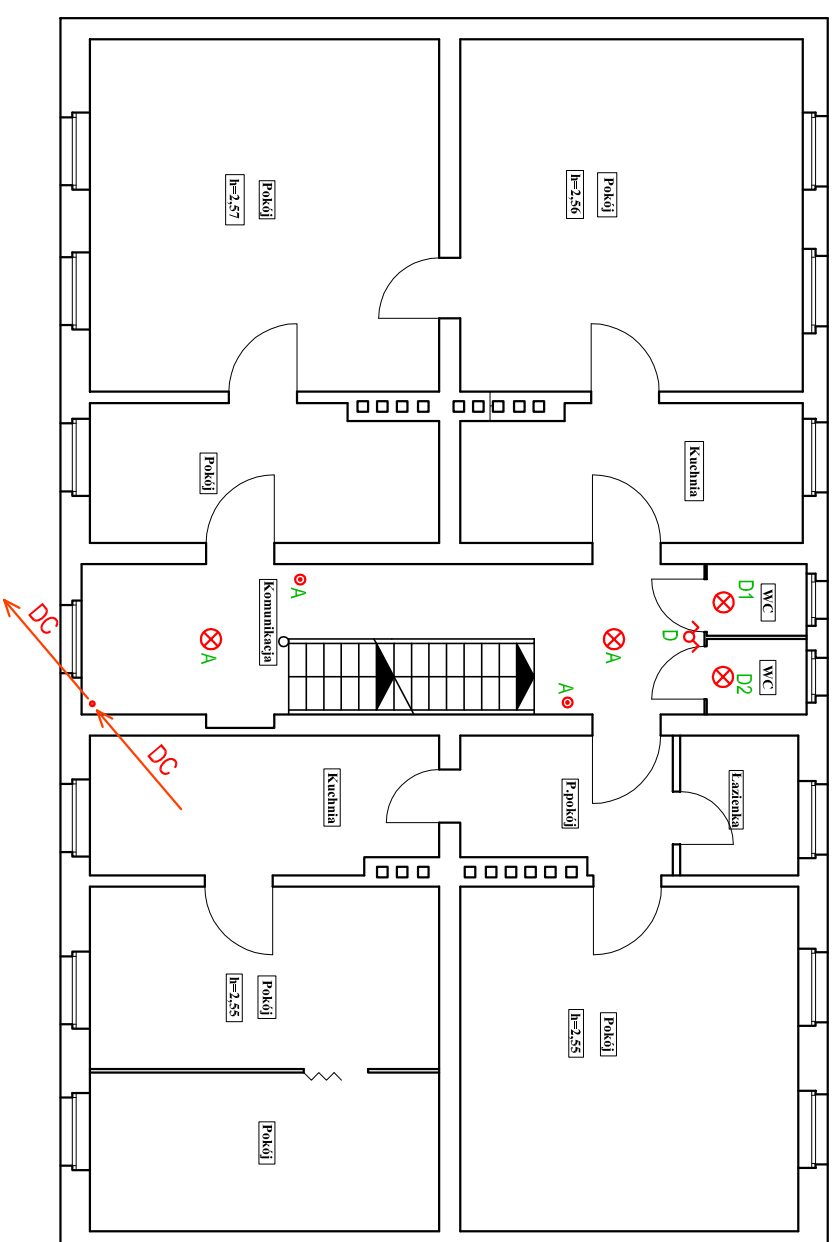 Pokój
h=2,57
Pokój
h=2,56
Pokój
Kuchnia
Komunikacja
A
A
A
A
D1
WC
D
D2
WC
DC
DC
Kuchnia
P.pokój
Łazienka
Pokój
h=2,55
Pokój
h=2,55
Pokój